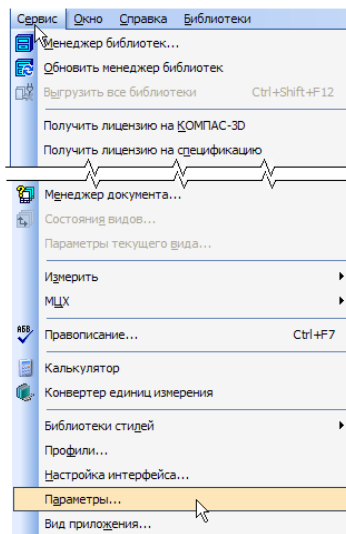 Сервис Окно Справка Библиотеки
Менеджер библиотек...
Обновить менеджер библиотек
Выгрузить все библиотеки Ctrl+Shift+F12
Получить лицензию на КОМПАС-3D
Получить лицензию на спецификацию
Менеджер документа...
Состояния видов...
Параметры текущего вида...
Измерить
МЦХ
АБВ Правописание... Ctrl+F7
Калькулятор
Конвертер единиц измерения
Библиотеки стилей
Профили...
Настройка интерфейса...
Параметры...
Вид приложения...